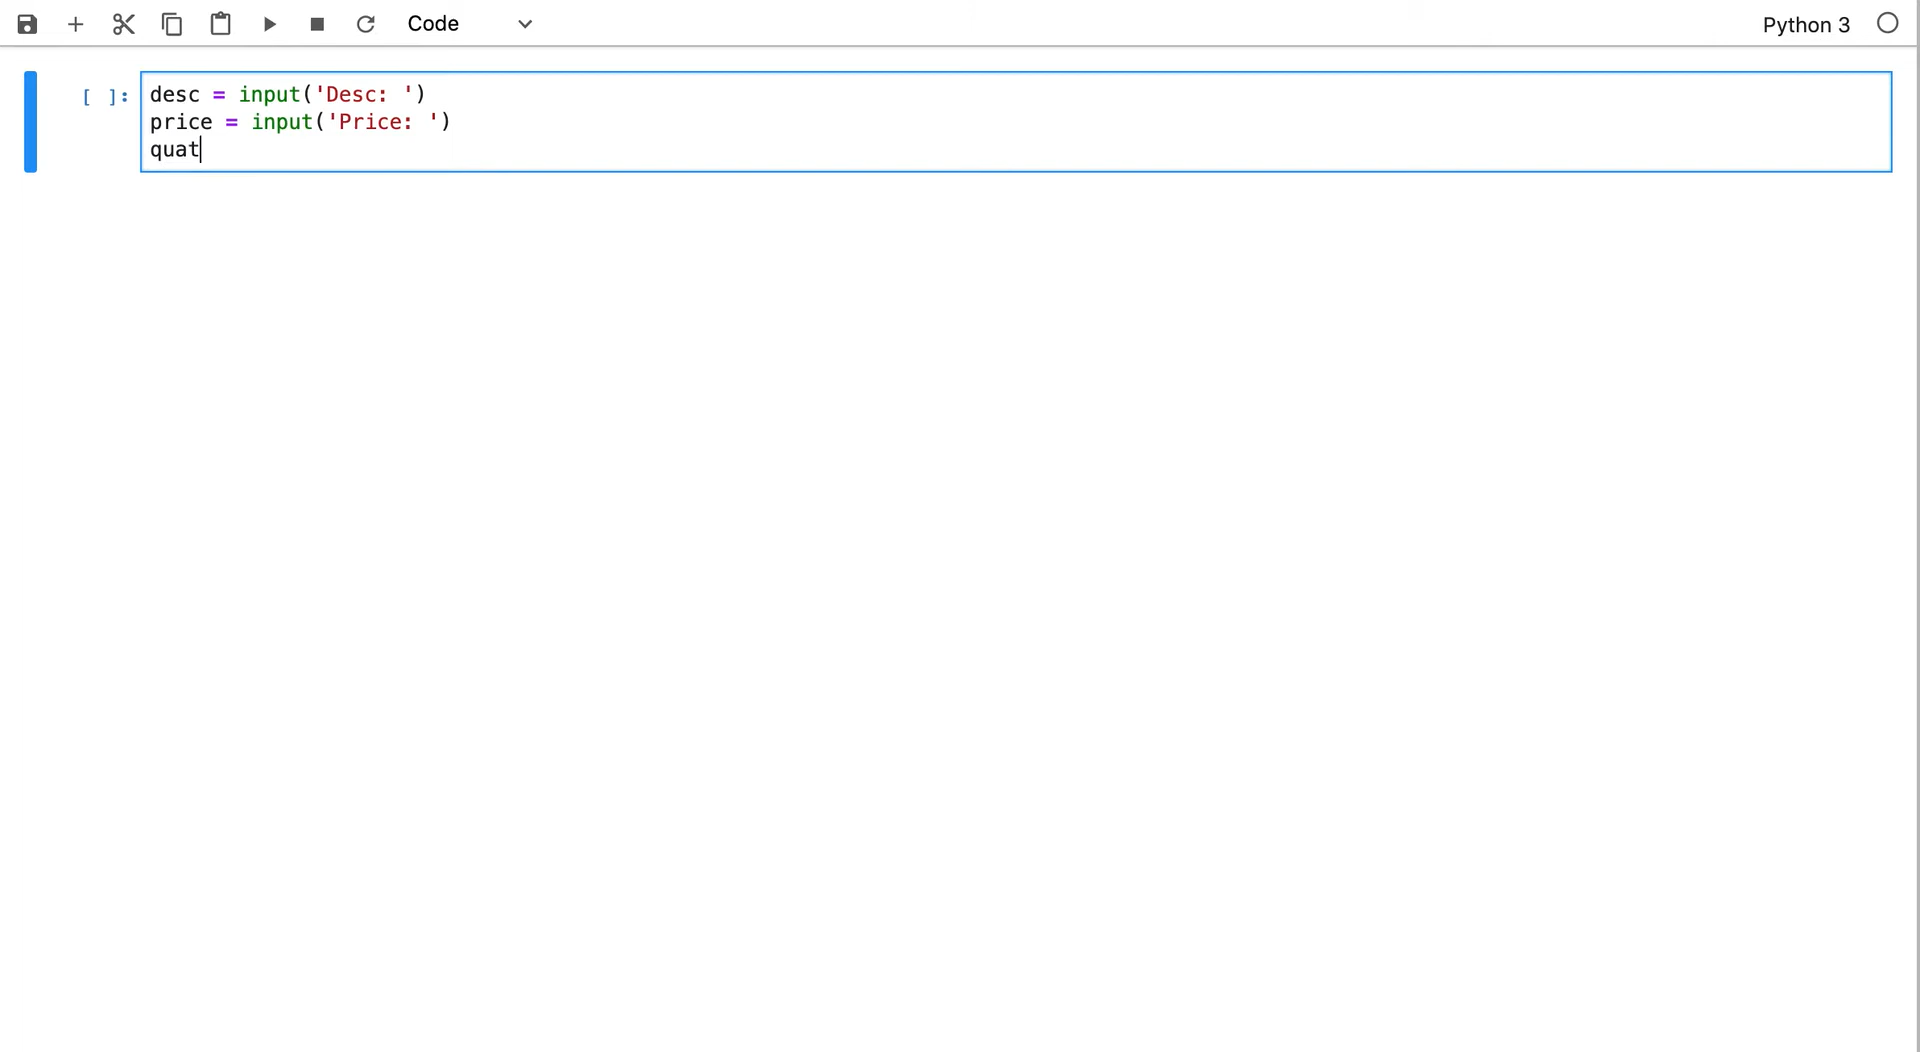 Code
Python 3
[ ]:
desc = input('Desc: ')
price = input('Price: ')
quat